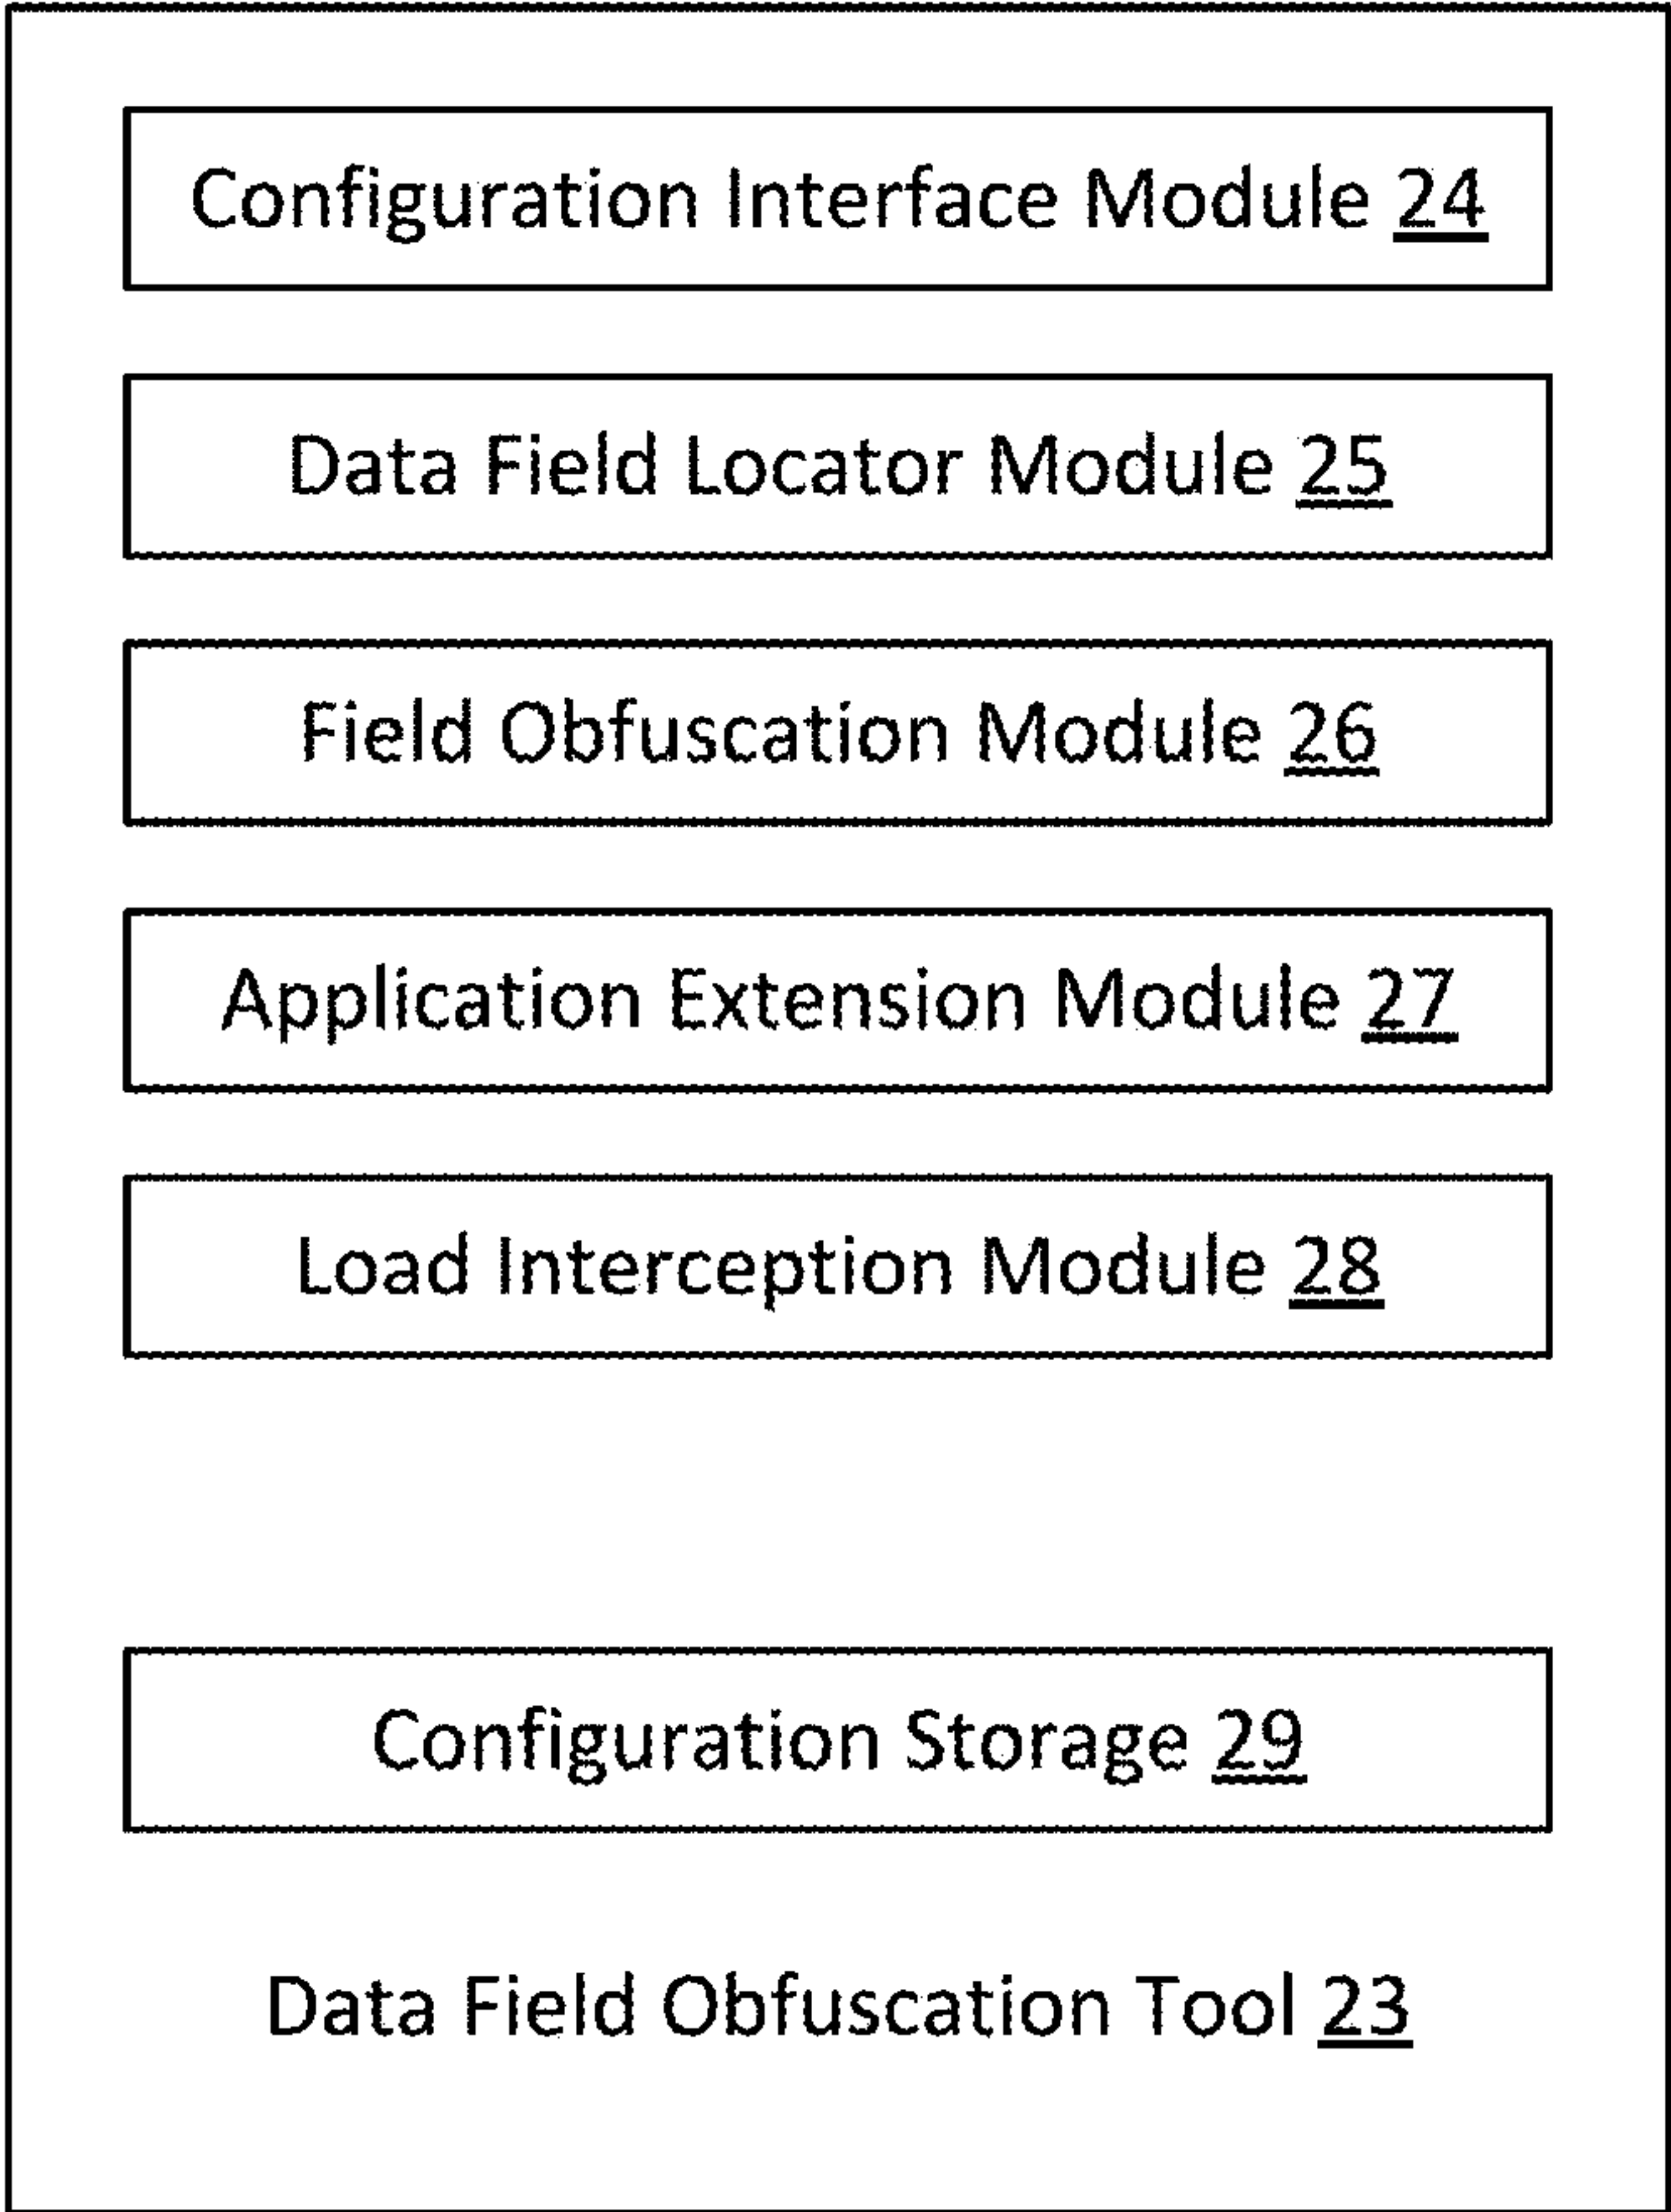 Configuration Interface Module 24
Data Field Locator Module 25
Field Obfuscation Module 26
Application Extension Module 27
Load Interception Module 28
Configuration Storage 29
Data Field Obfuscation Tool 23